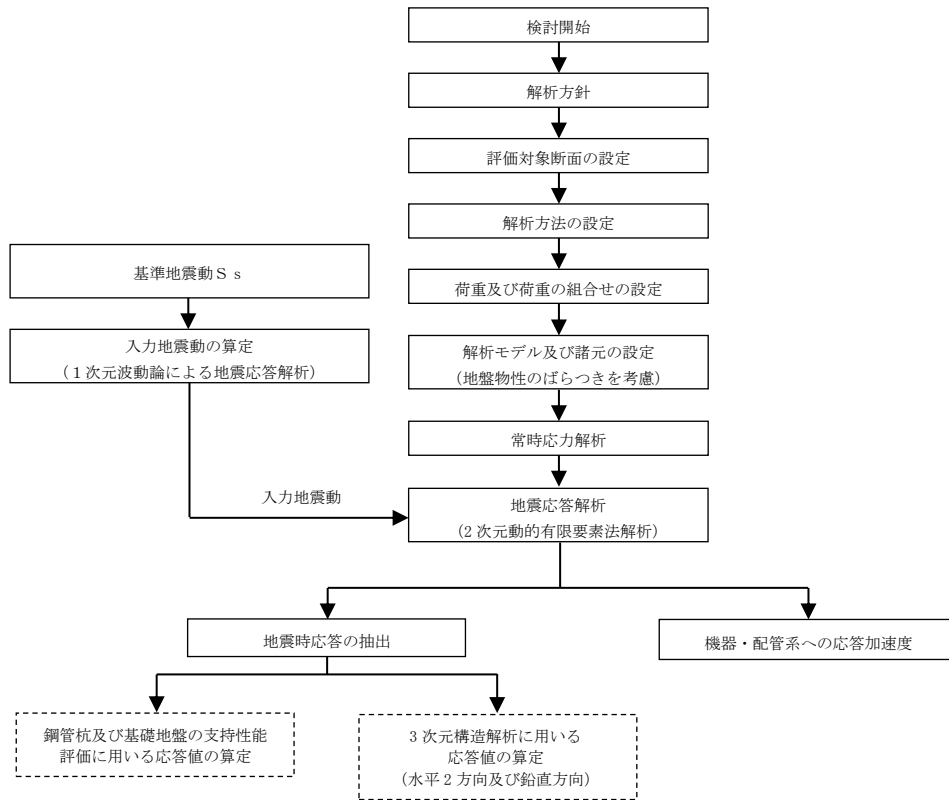 検討開始
解析方針
評価対象断面の設定
解析方法の設定
基準地震動Ｓｓ
荷重及び荷重の組合せの設定
入力地震動の算定
（１次元波動論による地震応答解析）
解析モデル及び諸元の設定
（地盤物性のばらつきを考慮）
常時応力解析
入力地震動
地震応答解析
（２次元動的有限要素法解析）
地震時応答の抽出
機器・配管系への応答加速度
鋼管杭及び基礎地盤の支持性能
評価に用いる応答値の算定
３次元構造解析に用いる
応答値の算定
（水平２方向及び鉛直方向）